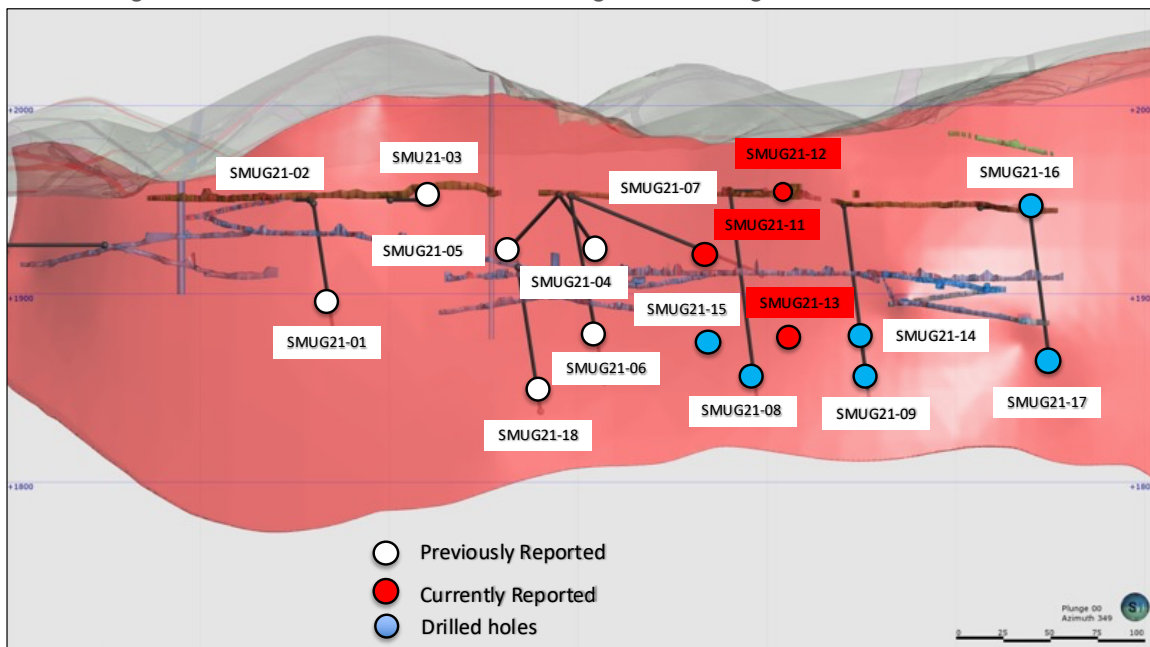 +2000
+200
SMUG21-12
SMU21-03
SMUG21-02
SMUG21-16
SMUG21-07
SMUG21-11
SMUG21-05
SMUG21-04
+1900
+190
SMUG21-13
SMUG21-15
SMUG21-14
SMUG21-01
SMUG21-06
SMUG21-17
SMUG21-08
SMUG21-09
SMUG21-18
+1800
+180
Previously Reported
Currently Reported
Drilled holes
Plunge 00
Azimuth 349
0 25 50 75 100